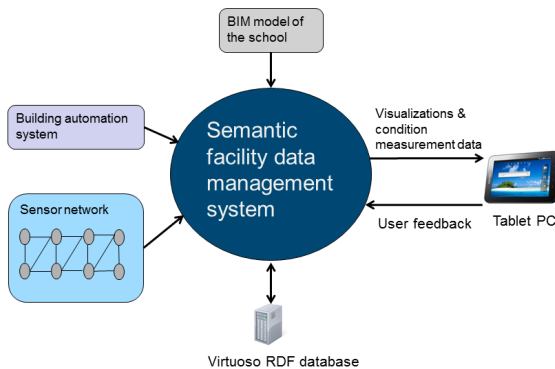 BIM model of
the school
Building automation
system
Semantic
facility data
management
system
Visualizations &
condition
measurement data
Sensor network
User feedback
Tablet PC
Virtuoso RDF database